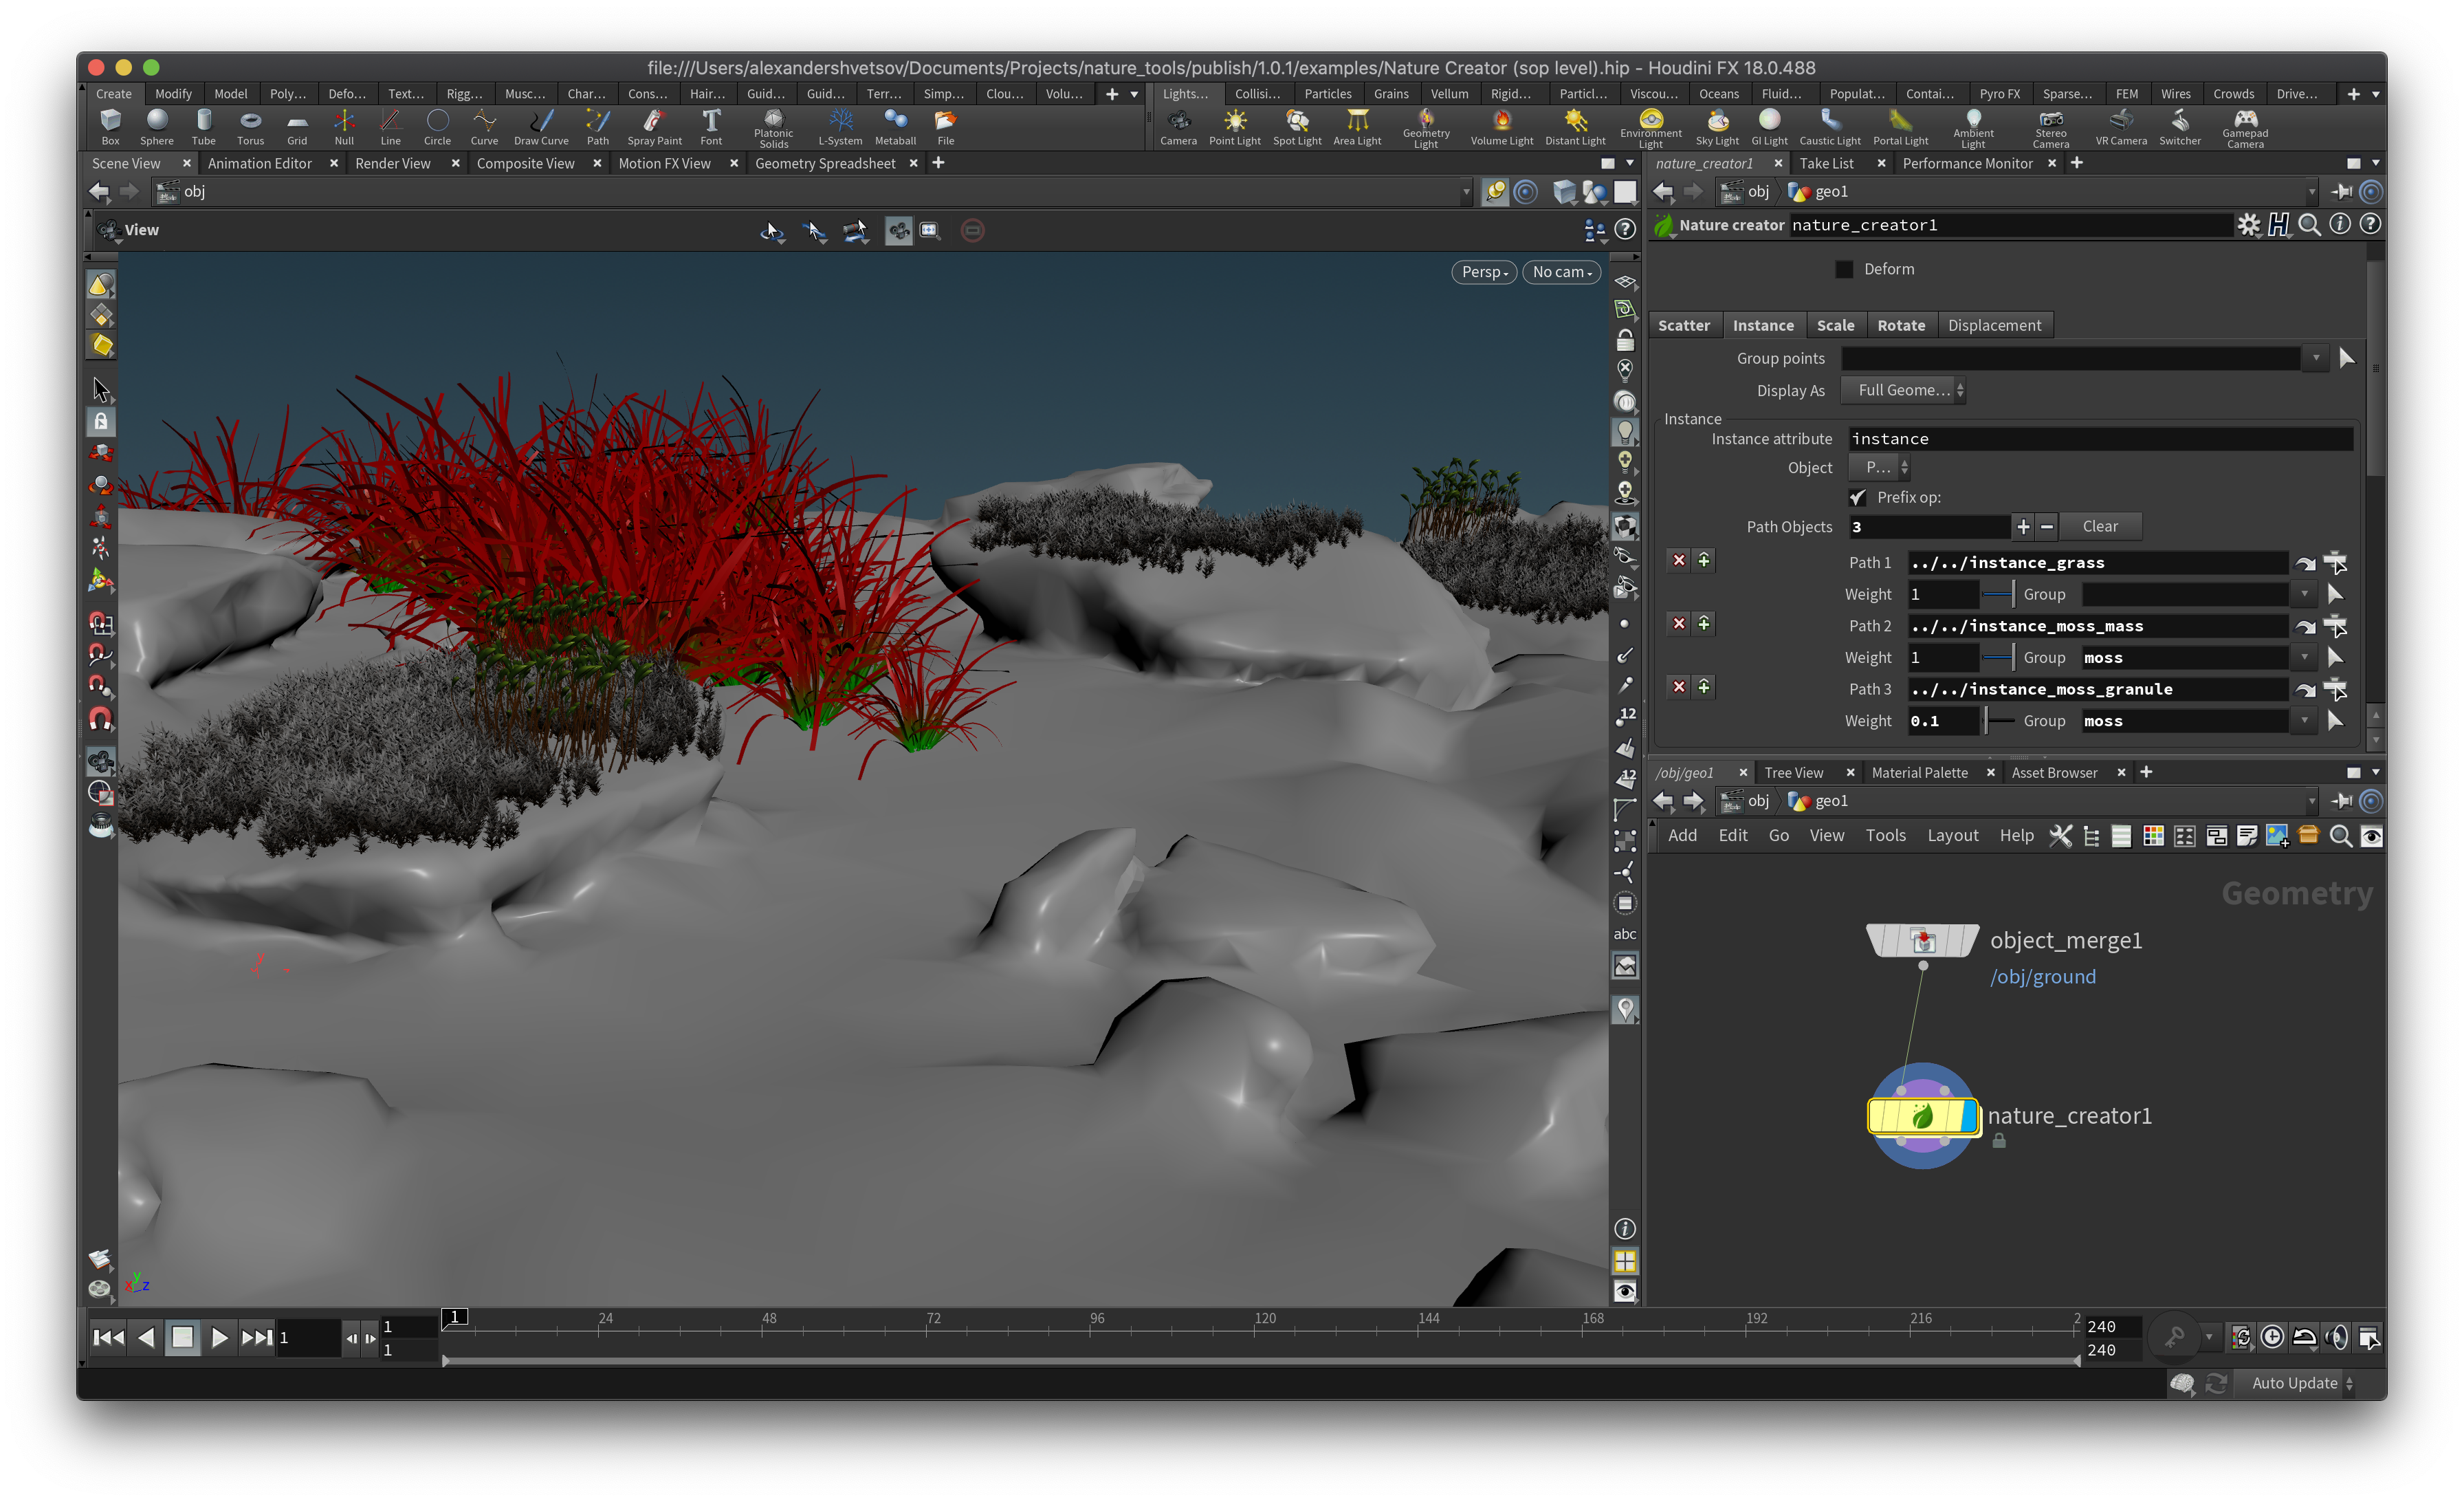 file:///Users/alexandershvetsov/Documents/Projects/nature_tools/publish/1.0.1/examples/Nature Creator (sop level).hip - Houdini FX 18.0.488
Create Modify Model Poly... Defo... Text... Rigg... Musc... Char... Cons... Hair... Guid... Guid... Terr... Simp... Clou... Volu...
Lights... Collisi... Particles Grains Vellum Rigid... Particl... Viscou... Oceans Fluid... Populat... Contai... Pyro FX Sparse... FEM Wires Crowds Drive...
Box Sphere Tube Torus Grid Null Line Circle Curve Draw Curve Path Spray Paint Font Platonic Solids L-System Metaball File
Camera Point Light Spot Light Area Light Geometry Light Volume Light Distant Light Environment Light Sky Light GI Light Caustic Light Portal Light Ambient Light Stereo Camera VR Camera Switcher Gamepad Camera
Scene View Animation Editor Render View Composite View Motion FX View Geometry Spreadsheet
nature_creator1 Take List Performance Monitor
obj
obj geo1
View
Nature creator nature_creator1
Persp No cam
Deform
Scatter Instance Scale Rotate Displacement
Group points
Display As Full Geome...
Instance
Instance attribute instance
Object P...
Prefix op:
Path Objects 3 Clear
Path 1 ../../instance_grass
Weight 1 Group
Path 2 ../../instance_moss_mass
Weight 1 Group moss
Path 3 ../../instance_moss_granule
Weight 0.1 Group moss
12
12
abc
/obj/geo1 Tree View Material Palette Asset Browser
obj geo1
Add Edit Go View Tools Layout Help
Geometry
object_merge1
/obj/ground
nature_creator1
y
x z
1
1
1
1 24 48 72 96 120 144 168 192 216 2
240
240
Auto Update